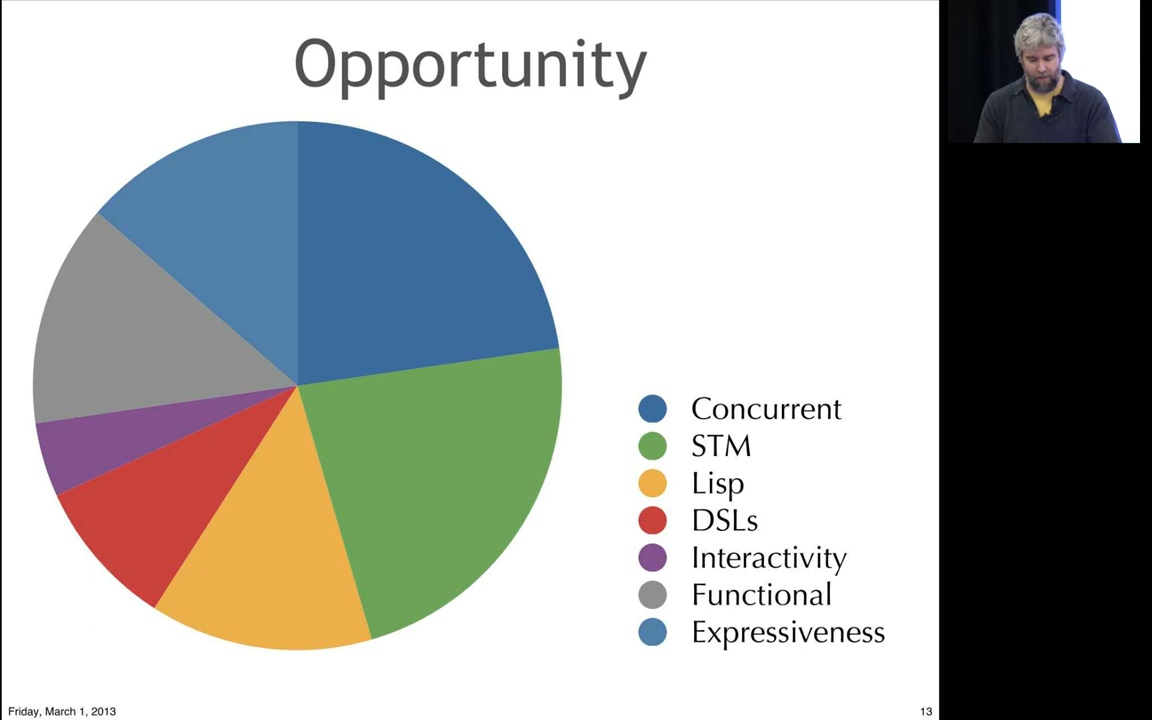 Opportunity
Concurrent
STM
Lisp
DSLs
Interactivity
Functional
Expressiveness
Friday, March 1, 2013
13